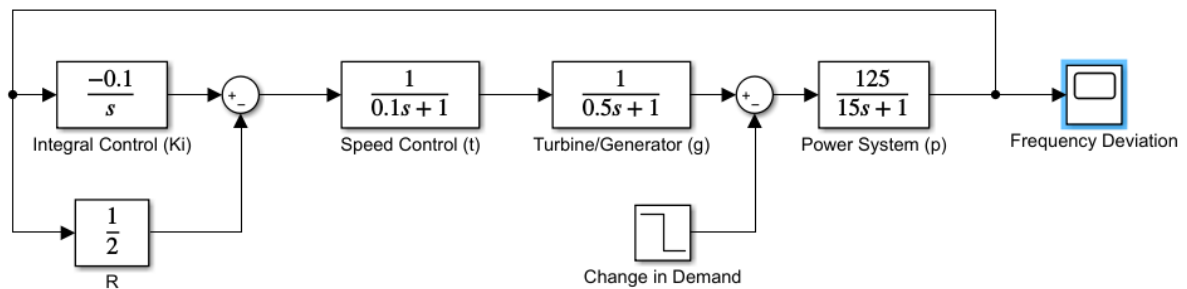 -0.1
s
Integral Control (Ki)
+
−
1
0.1s + 1
Speed Control (t)
1
0.5s + 1
Turbine/Generator (g)
+
−
125
15s + 1
Power System (p)
Frequency Deviation
1
2
R
Change in Demand